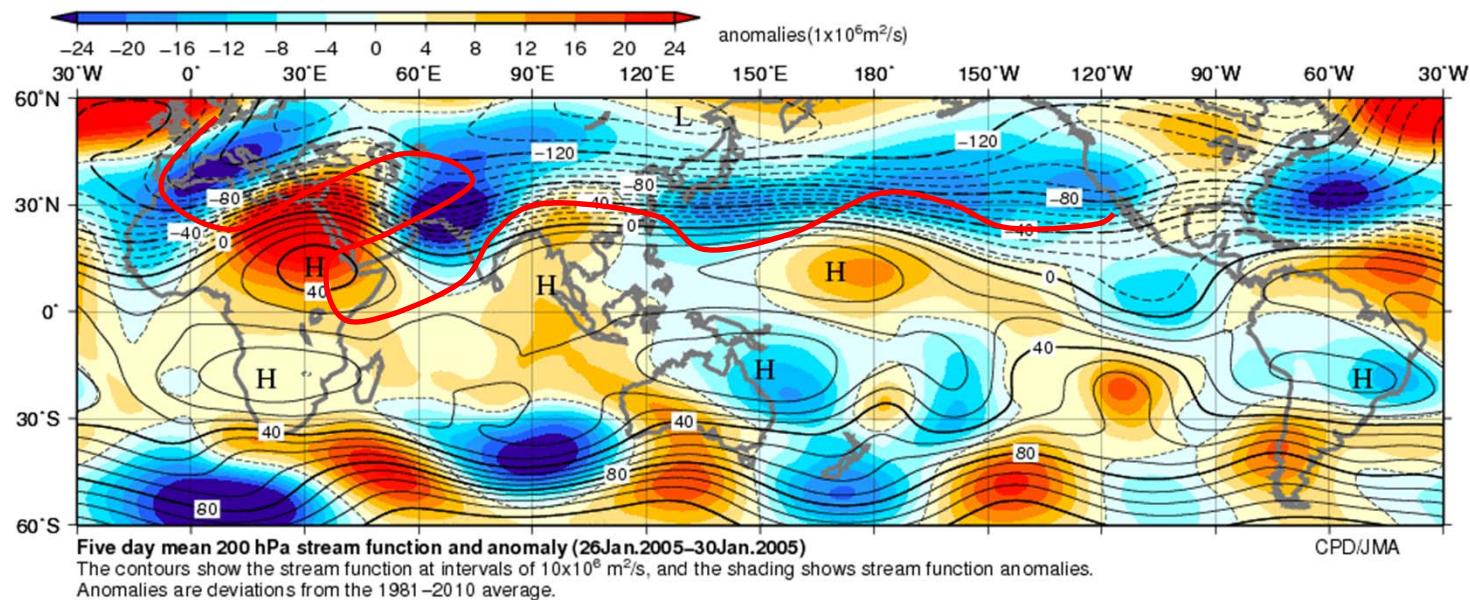 −24 −20 −16 −12 −8 −4 0 4 8 12 16 20 24
anomalies(1x10⁶m²/s)
30°W 0° 30°E 60°E 90°E 120°E 150°E 180° 150°W 120°W 90°W 60°W 30°W
60°N
L
−120
−120
−80
−80
−80
30°N
40
−40
0
0
−40
H
H
H
0
40
0°
40
H
H
H
30°S
40
40
80
80
80
60°S
Five day mean 200 hPa stream function and anomaly (26Jan.2005−30Jan.2005)
CPD/JMA
The contours show the stream function at intervals of 10x10⁶ m²/s, and the shading shows stream function anomalies.
Anomalies are deviations from the 1981−2010 average.